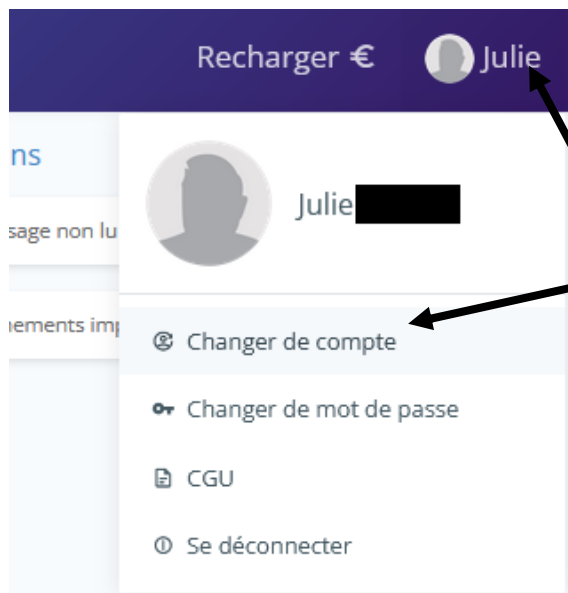 Recharger € Julie
ns
Julie
sage non lu
nements imp
Changer de compte
Changer de mot de passe
CGU
Se déconnecter